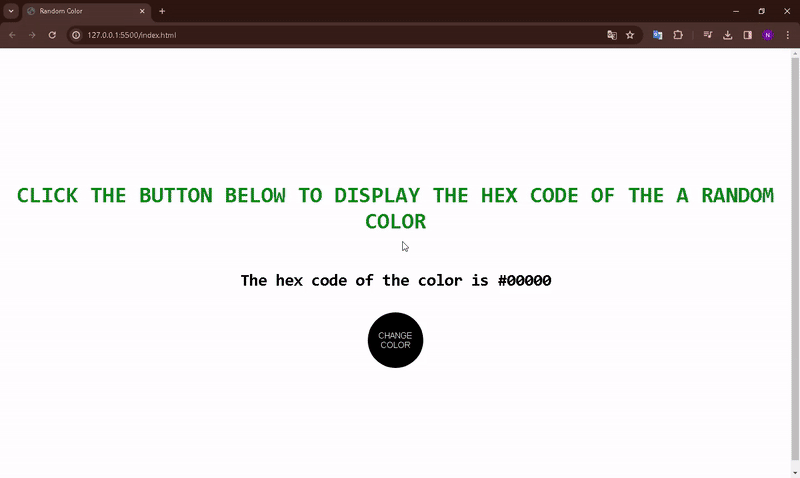 Random Color
127.0.0.1:5500/index.html
N
CLICK THE BUTTON BELOW TO DISPLAY THE HEX CODE OF THE A RANDOM
COLOR
The hex code of the color is #00000
CHANGE
COLOR